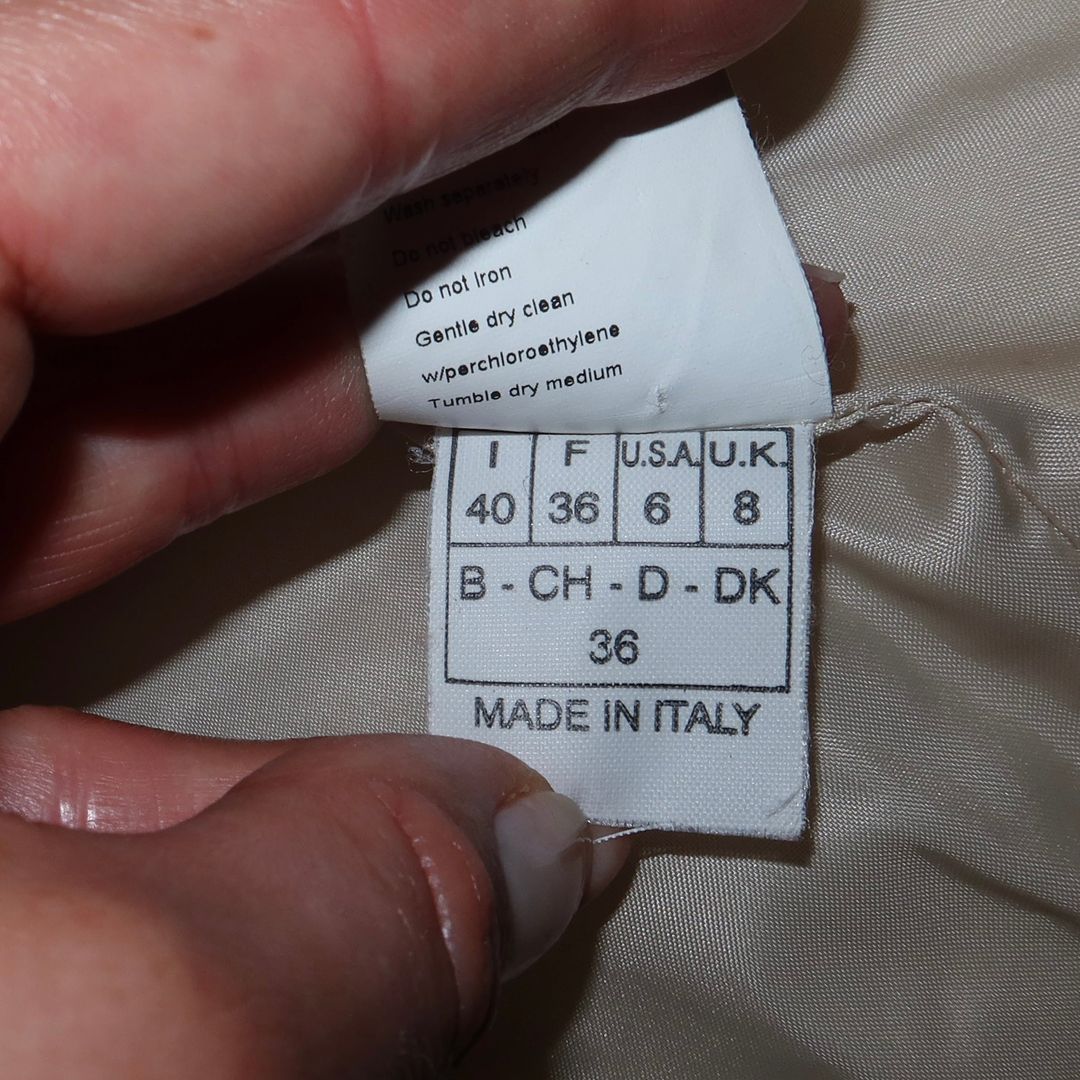 Wash separately
Do not bleach
Do not Iron
Gentle dry clean
w/perchloroethylene
Tumble dry medium
I F U.S.A. U.K.
40 36 6 8
B - CH - D - DK
36
MADE IN ITALY